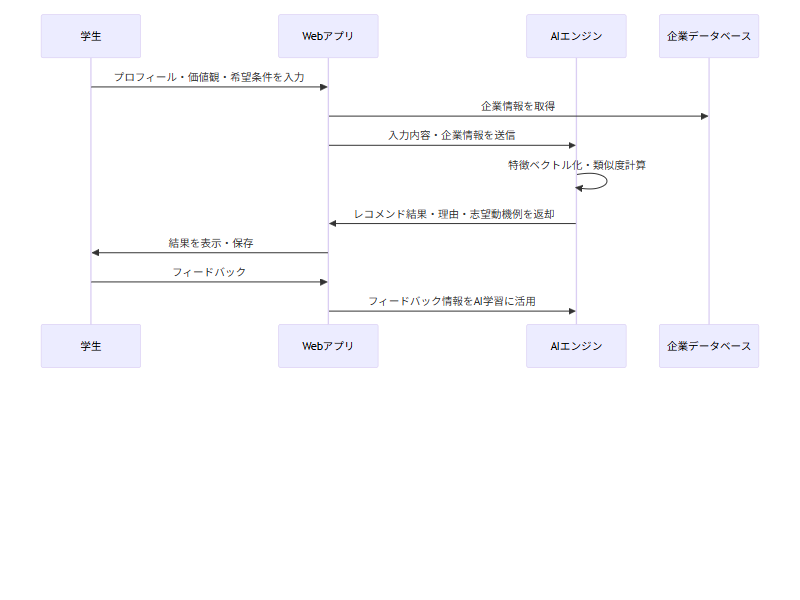 学生
Webアプリ
AIエンジン
企業データベース
プロフィール・価値観・希望条件を入力
企業情報を取得
入力内容・企業情報を送信
特徴ベクトル化・類似度計算
レコメンド結果・理由・志望動機例を返却
結果を表示・保存
フィードバック
フィードバック情報をAI学習に活用
学生
Webアプリ
AIエンジン
企業データベース